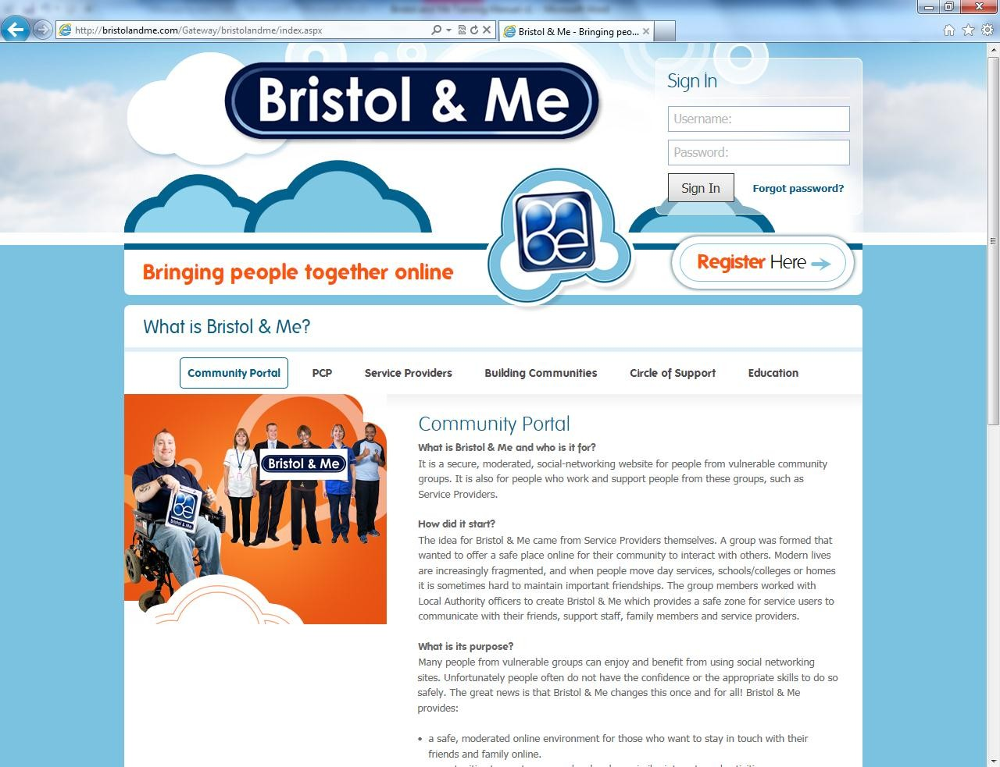 http://bristolandme.com/Gateway/bristolandme/index.aspx
Bristol & Me - Bringing peo...
Bristol & Me
Sign In
Username:
Password:
Sign In
Forgot password?
Bringing people together online
Register Here
What is Bristol & Me?
Community Portal
PCP
Service Providers
Building Communities
Circle of Support
Education
Bristol & Me
Bristol & Me
Community Portal
What is Bristol & Me and who is it for?
It is a secure, moderated, social-networking website for people from vulnerable community
groups. It is also for people who work and support people from these groups, such as
Service Providers.
How did it start?
The idea for Bristol & Me came from Service Providers themselves. A group was formed that
wanted to offer a safe place online for their community to interact with others. Modern lives
are increasingly fragmented, and when people move day services, schools/colleges or homes
it is sometimes hard to maintain important friendships. The group members worked with
Local Authority officers to create Bristol & Me which provides a safe zone for service users to
communicate with their friends, support staff, family members and service providers.
What is its purpose?
Many people from vulnerable groups can enjoy and benefit from using social networking
sites. Unfortunately people often do not have the confidence or the appropriate skills to do so
safely. The great news is that Bristol & Me changes this once and for all! Bristol & Me
provides:
• a safe, moderated online environment for those who want to stay in touch with their
friends and family online.